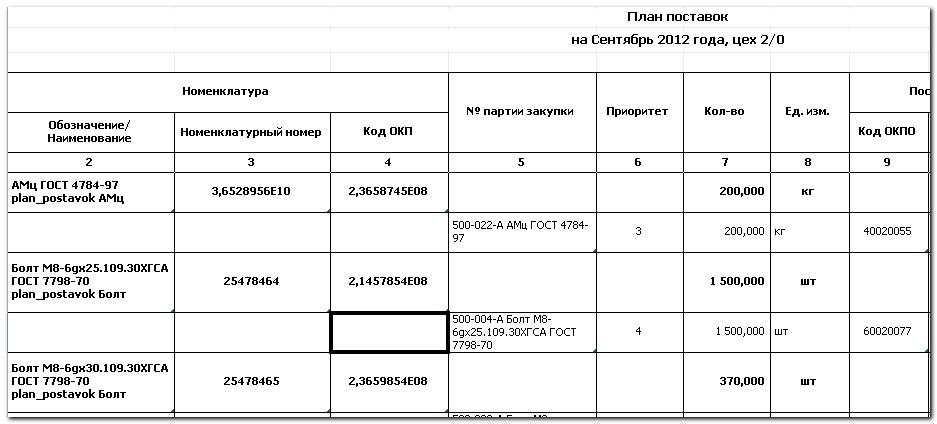 План поставок
на Сентябрь 2012 года, цех 2/0
Номенклатура
№ партии закупки
Приоритет
Кол-во
Ед. изм.
Пос
Обозначение/
Наименование
Номенклатурный номер
Код ОКП
Код ОКПО
2
3
4
5
6
7
8
9
АМц ГОСТ 4784-97
plan_postavok АМц
3,6528956E10
2,3658745E08
200,000
кг
500-022-А АМц ГОСТ 4784-
97
3
200,000
кг
40020055
Болт М8-6gх25.109.30ХГСА
ГОСТ 7798-70
plan_postavok Болт
25478464
2,1457854E08
1 500,000
шт
500-004-А Болт М8-
6gх25.109.30ХГСА ГОСТ
7798-70
4
1 500,000
шт
60020077
Болт М8-6gх30.109.30ХГСА
ГОСТ 7798-70
plan_postavok Болт
25478465
2,3659854E08
370,000
шт